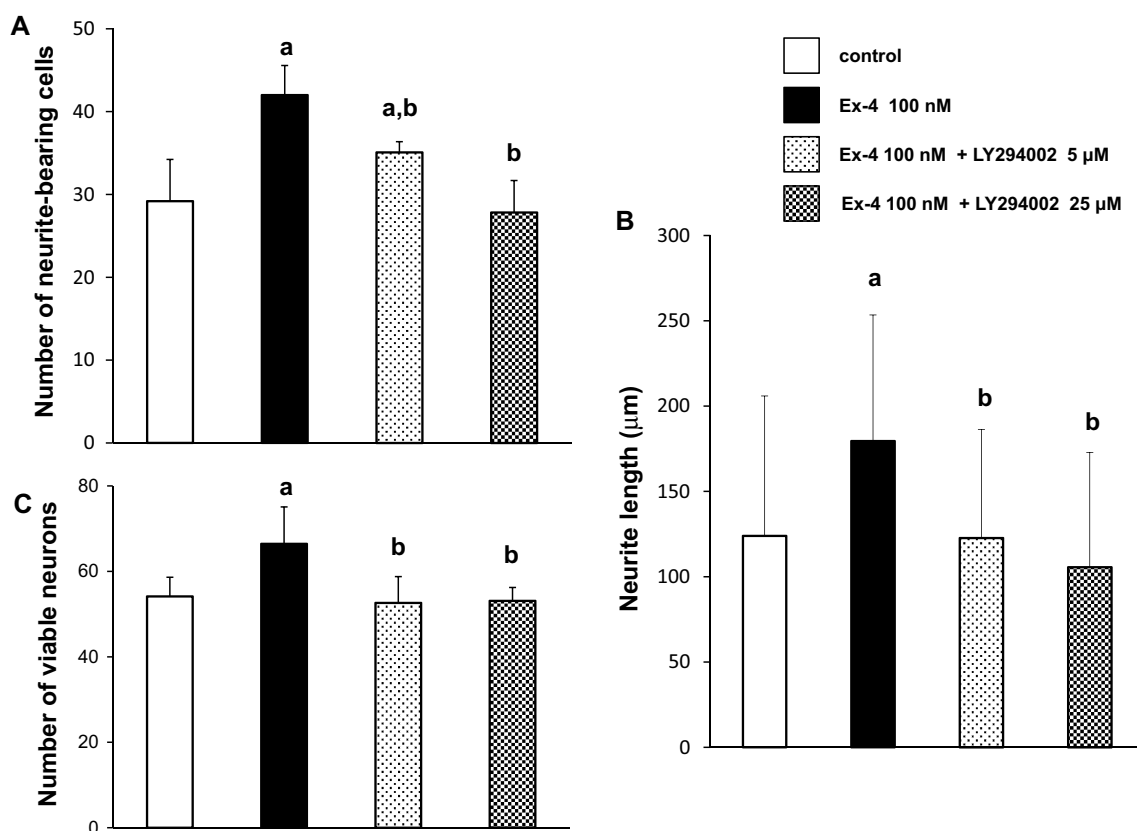 A
Number of neurite-bearing cells
50
40
30
20
10
0
a
a,b
b
control
Ex-4 100 nM
Ex-4 100 nM + LY294002 5 µM
Ex-4 100 nM + LY294002 25 µM
B
Neurite length (µm)
300
250
200
150
100
50
0
a
b
b
C
Number of viable neurons
80
60
40
20
0
a
b
b